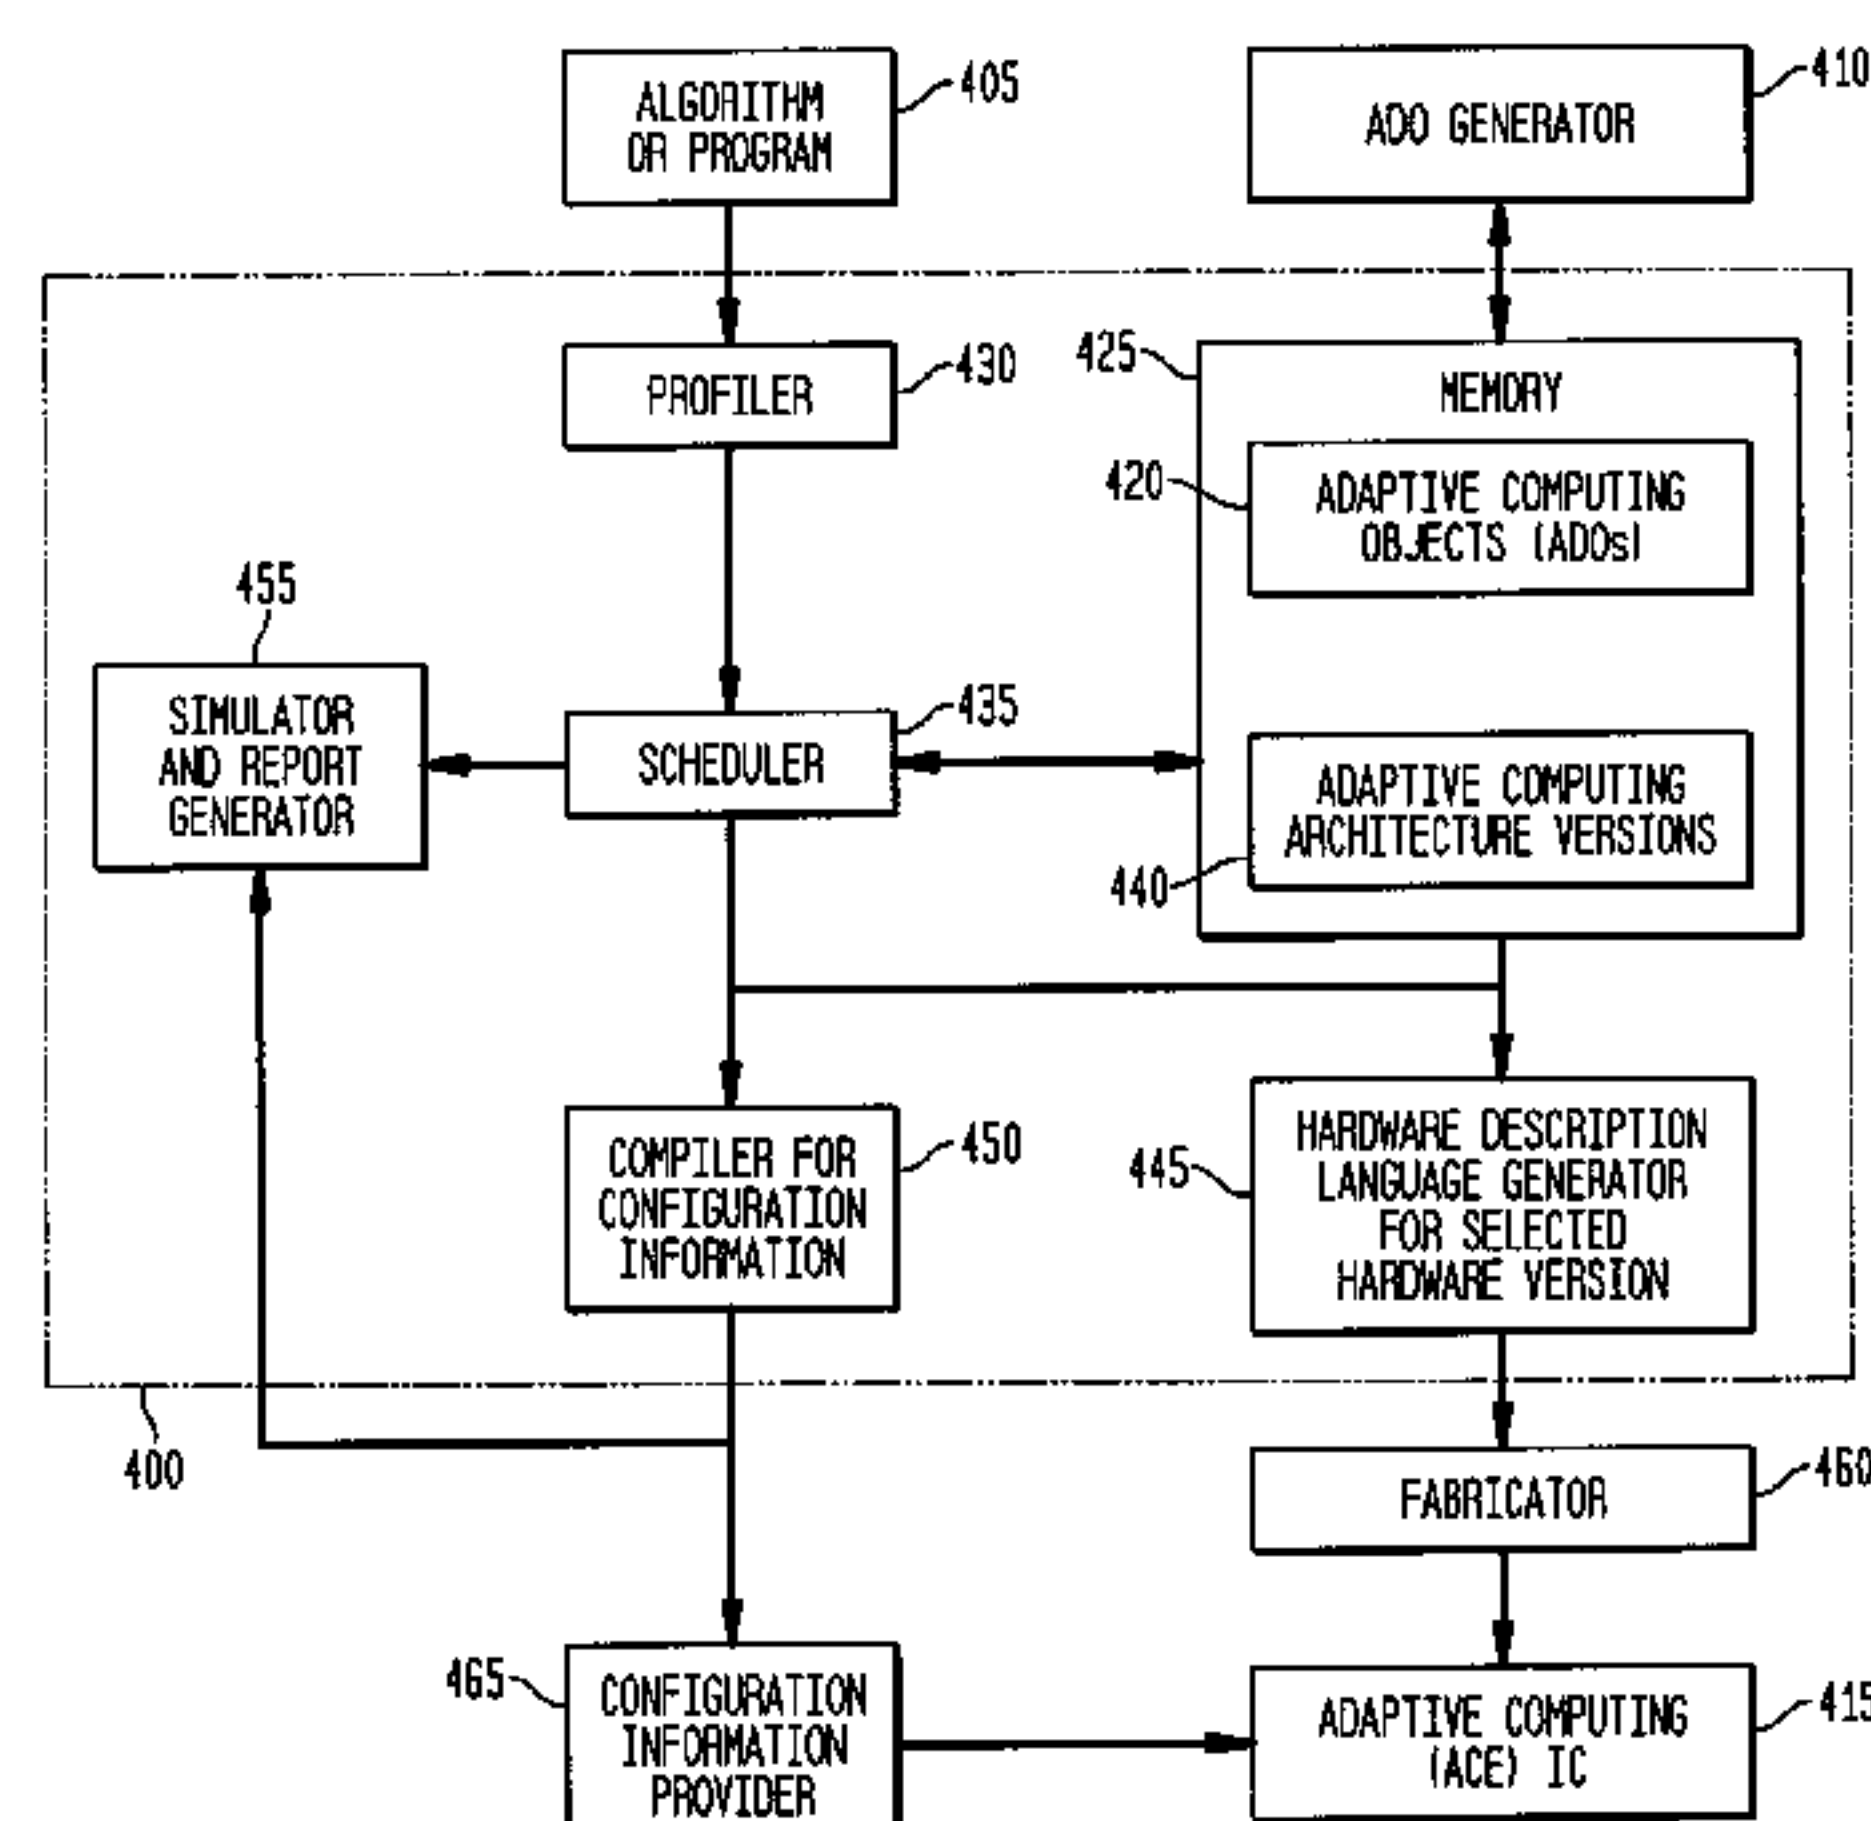 ALGORITHM
OR PROGRAM
405
ADO GENERATOR
410
PROFILER
430
425
MEMORY
420
ADAPTIVE COMPUTING
OBJECTS (ADOs)
455
SIMULATOR
AND REPORT
GENERATOR
SCHEDULER
435
ADAPTIVE COMPUTING
ARCHITECTURE VERSIONS
440
COMPILER FOR
CONFIGURATION
INFORMATION
450
445
HARDWARE DESCRIPTION
LANGUAGE GENERATOR
FOR SELECTED
HARDWARE VERSION
400
FABRICATOR
460
465
CONFIGURATION
INFORMATION
PROVIDER
ADAPTIVE COMPUTING
(ACE) IC
415